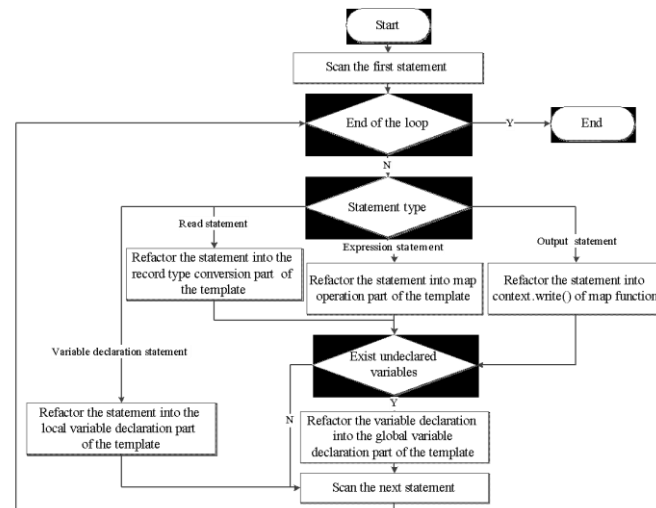 Start
Scan the first statement
End of the loop
Y
End
N
Statement type
Read statement
Expression statement
Output statement
Refactor the statement into the
record type conversion part of
the template
Refactor the statement into map
operation part of the template
Refactor the statement into
context.write() of map function
Variable declaration statement
Exist undeclared
variables
Y
N
Refactor the statement into the
local variable declaration part
of the template
Refactor the variable declaration
into the global variable
declaration part of the template
Scan the next statement